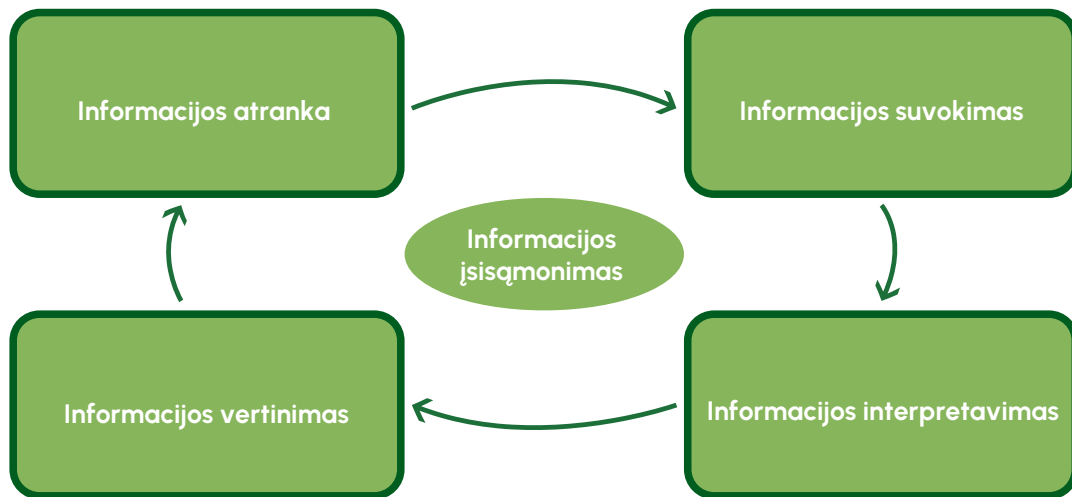 Informacijos atranka
Informacijos suvokimas
Informacijos
įsisąmonimas
Informacijos vertinimas
Informacijos interpretavimas